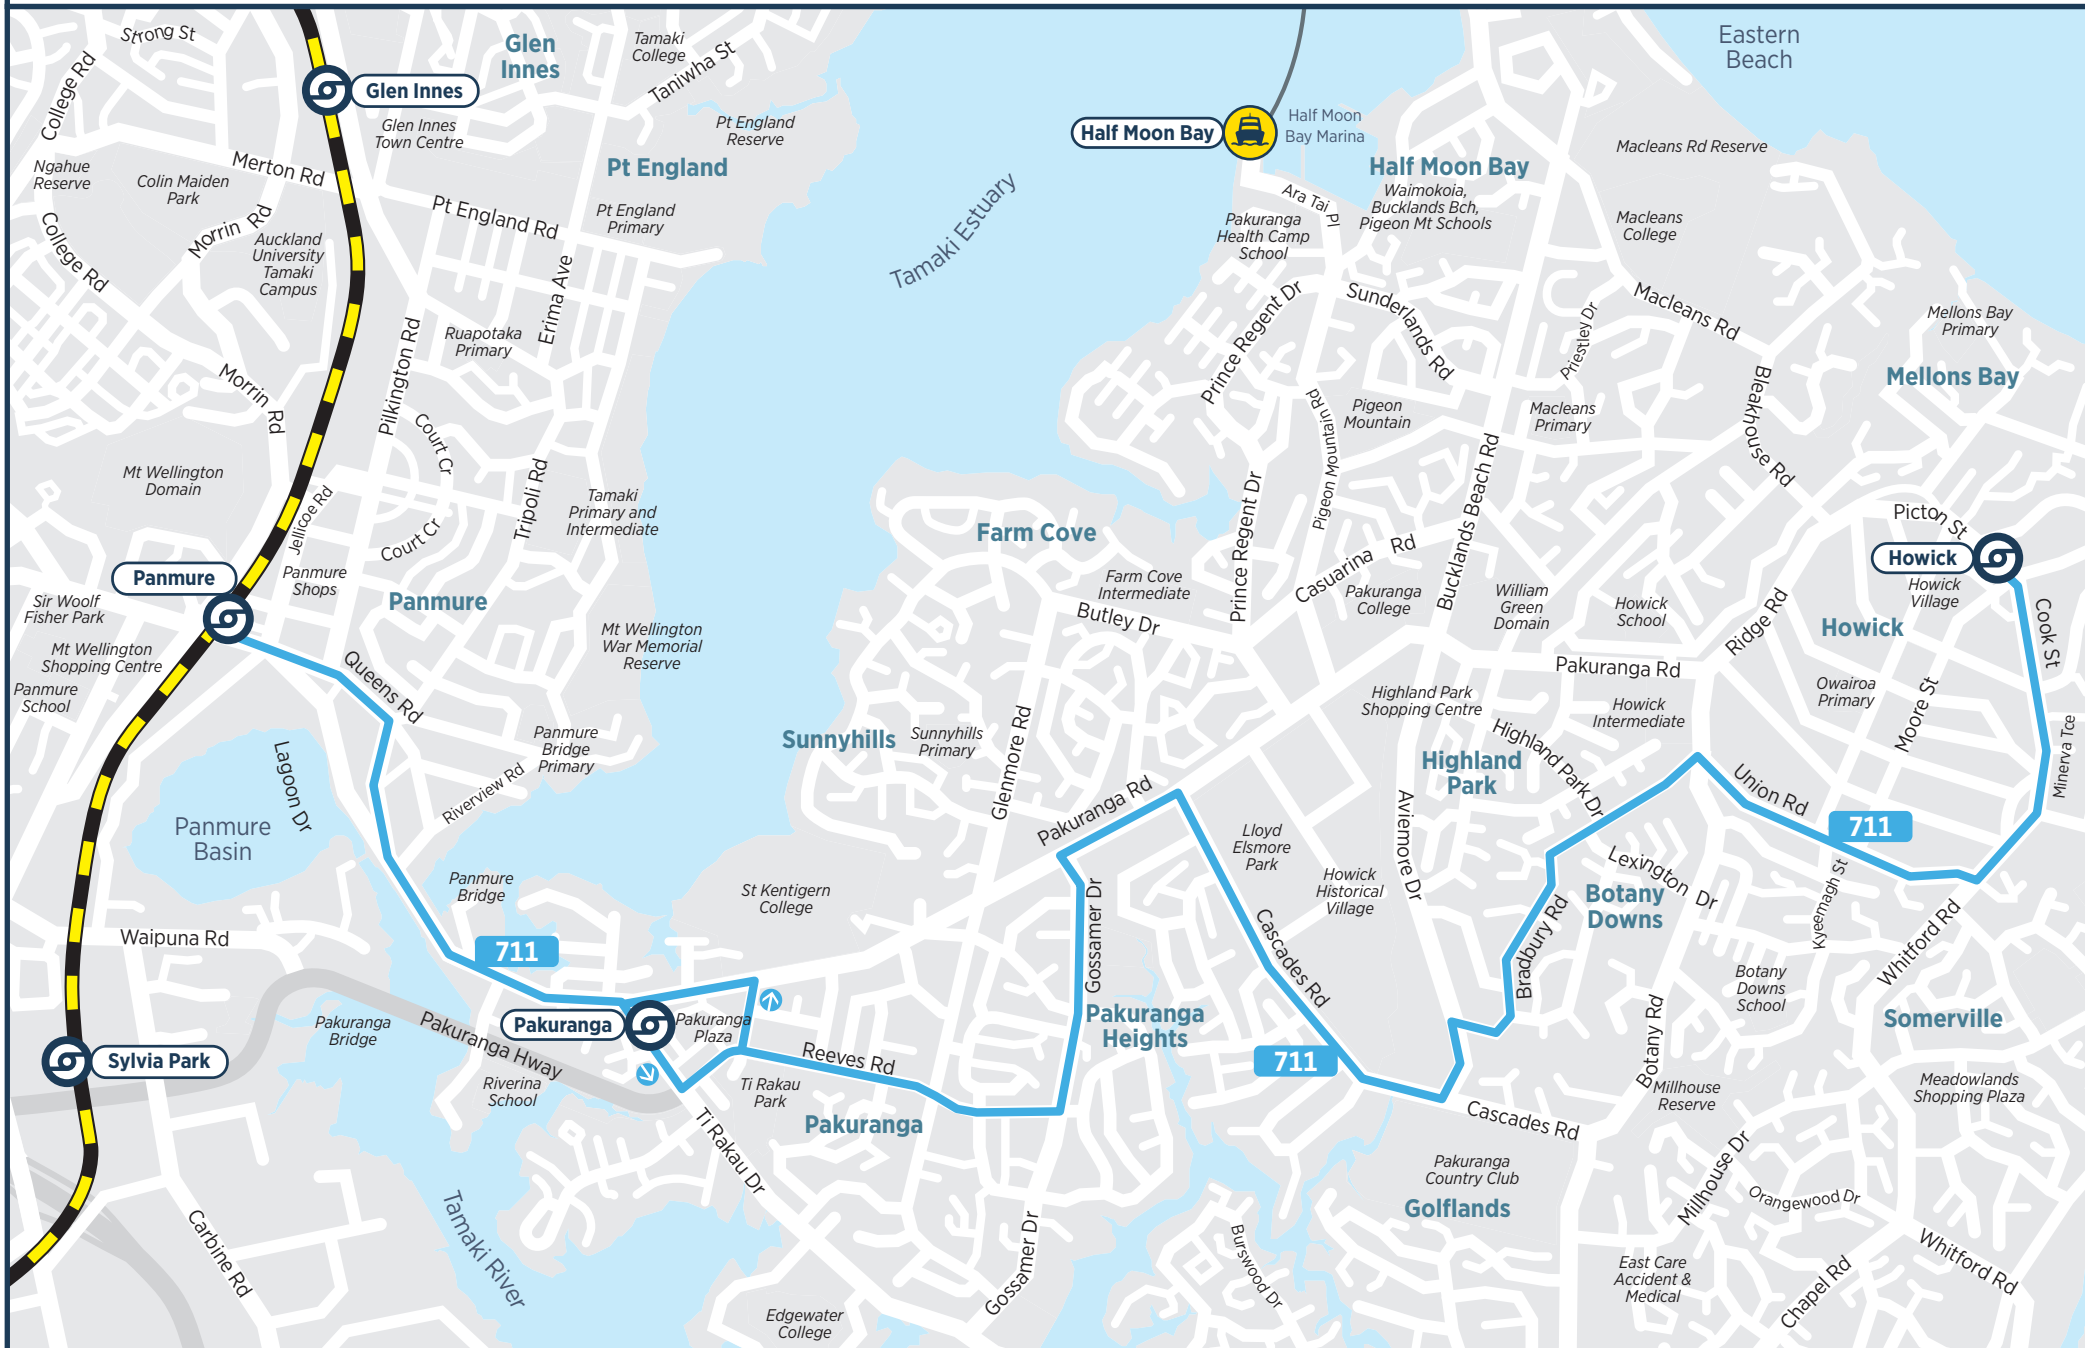 Strong St
College Rd
Glen Innes
Glen
Innes
Tamaki
College
Taniwha St
Pt England
Reserve
Glen Innes
Town Centre
Ngahue
Reserve
Merton Rd
Colin Maiden
Park
Pt England
Morrin Rd
College Rd
Auckland
University
Tamaki
Campus
Pt England Rd
Pt England
Primary
Erima Ave
Ruapotaka
Primary
Pilkington Rd
Morrin Rd
Court Cr
Mt Wellington
Domain
Jellicoe Rd
Court Cr
Tripoli Rd
Tamaki
Primary and
Intermediate
Panmure
Panmure
Shops
Panmure
Sir Woolf
Fisher Park
Mt Wellington
Shopping Centre
Panmure
School
Mt Wellington
War Memorial
Reserve
Queens Rd
Lagoon Dr
Panmure
Bridge
Primary
Riverview Rd
Panmure
Basin
Panmure
Bridge
Waipuna Rd
711
Pakuranga
Bridge
Pakuranga Hwy
Pakuranga
Pakuranga
Plaza
Sylvia Park
Riverina
School
Reeves Rd
Ti Rakau
Park
Pakuranga
Ti Rakau Dr
Carbine Rd
Tamaki River
Edgewater
College
Gossamer Dr
Tamaki Estuary
Eastern
Beach
Half Moon Bay
Half Moon
Bay Marina
Half Moon Bay
Waimokoia,
Bucklands Bch,
Pigeon Mt Schools
Ara Tai Pl
Pakuranga
Health Camp
School
Macleans Rd Reserve
Macleans
College
Macleans Rd
Mellons Bay
Primary
Mellons Bay
Prince Regent Dr
Sunderlands Rd
Priestley Dr
Pigeon Mountain Rd
Pigeon
Mountain
Macleans
Primary
Bleakhouse Rd
Bucklands Beach Rd
Prince Regent Dr
Farm Cove
Farm Cove
Intermediate
Butley Dr
Casuarina Rd
Pakuranga
College
William
Green
Domain
Howick
School
Picton St
Howick
Howick
Village
Howick
Cook St
Ridge Rd
Pakuranga Rd
Owairoa
Primary
Moore St
Minerva Tce
Highland Park
Shopping Centre
Howick
Intermediate
Highland Park Dr
Highland
Park
Sunnyhills
Sunnyhills
Primary
Glenmore Rd
Pakuranga Rd
St Kentigern
College
Gossamer Dr
Lloyd
Elsmore
Park
Howick
Historical
Village
Aviemore Dr
Cascades Rd
Pakuranga
Heights
711
Bradbury Rd
Botany
Downs
Lexington Dr
Union Rd
711
Kyeemagh St
Whitford Rd
Botany
Downs
School
Botany Rd
Somerville
Millhouse
Reserve
Meadowlands
Shopping Plaza
Cascades Rd
Pakuranga
Country Club
Golflands
Millhouse Dr
Orangewood Dr
Burswood Dr
East Care
Accident &
Medical
Chapel Rd
Whitford Rd